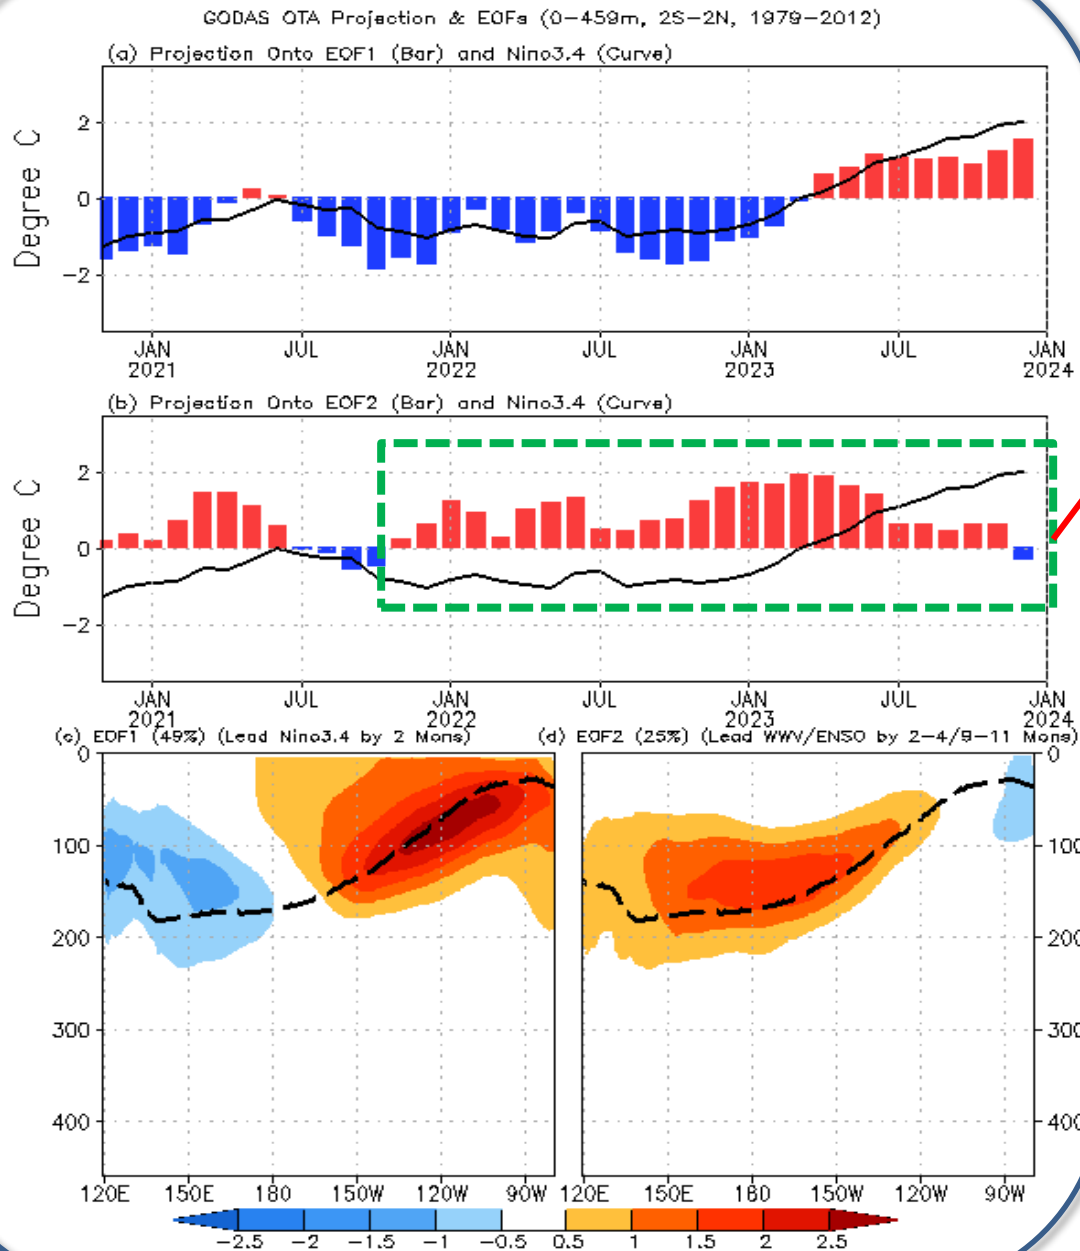 GODAS OTA Projection & EOFs (0-459m, 2S-2N, 1979-2012)
(a) Projection Onto EOF1 (Bar) and Nino3.4 (Curve)
Degree C
2
0
-2
JAN JUL JAN JUL JAN JUL JAN
2021 2022 2023 2024
(b) Projection Onto EOF2 (Bar) and Nino3.4 (Curve)
Degree C
2
0
-2
JAN JUL JAN JUL JAN JUL JAN
2021 2022 2023 2024
(c) EOF1 (49%) (Lead Nino3.4 by 2 Mons)
0
100
200
300
400
120E 150E 180 150W 120W 90W
(d) EOF2 (25%) (Lead WWV/ENSO by 2-4/9-11 Mons)
0
100
200
300
400
120E 150E 180 150W 120W 90W
-2.5 -2 -1.5 -1 -0.5 0.5 1 1.5 2 2.5